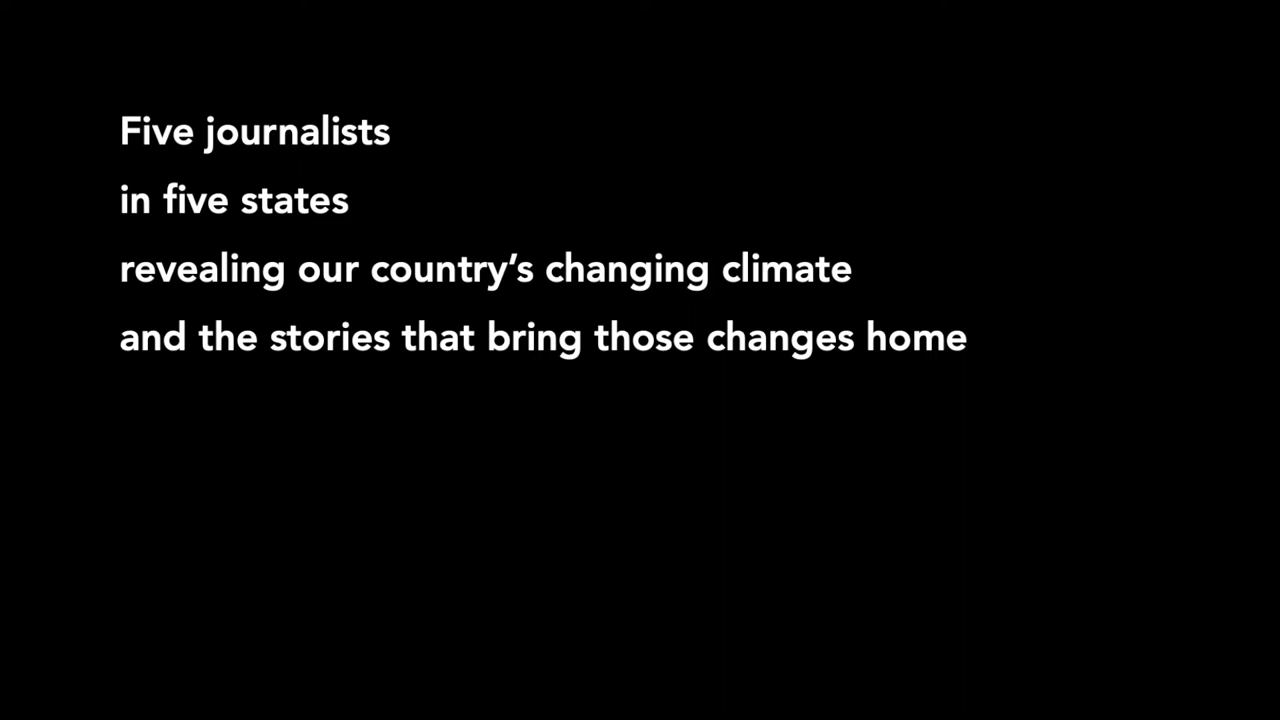 Five journalists
in five states
revealing our country’s changing climate
and the stories that bring those changes home